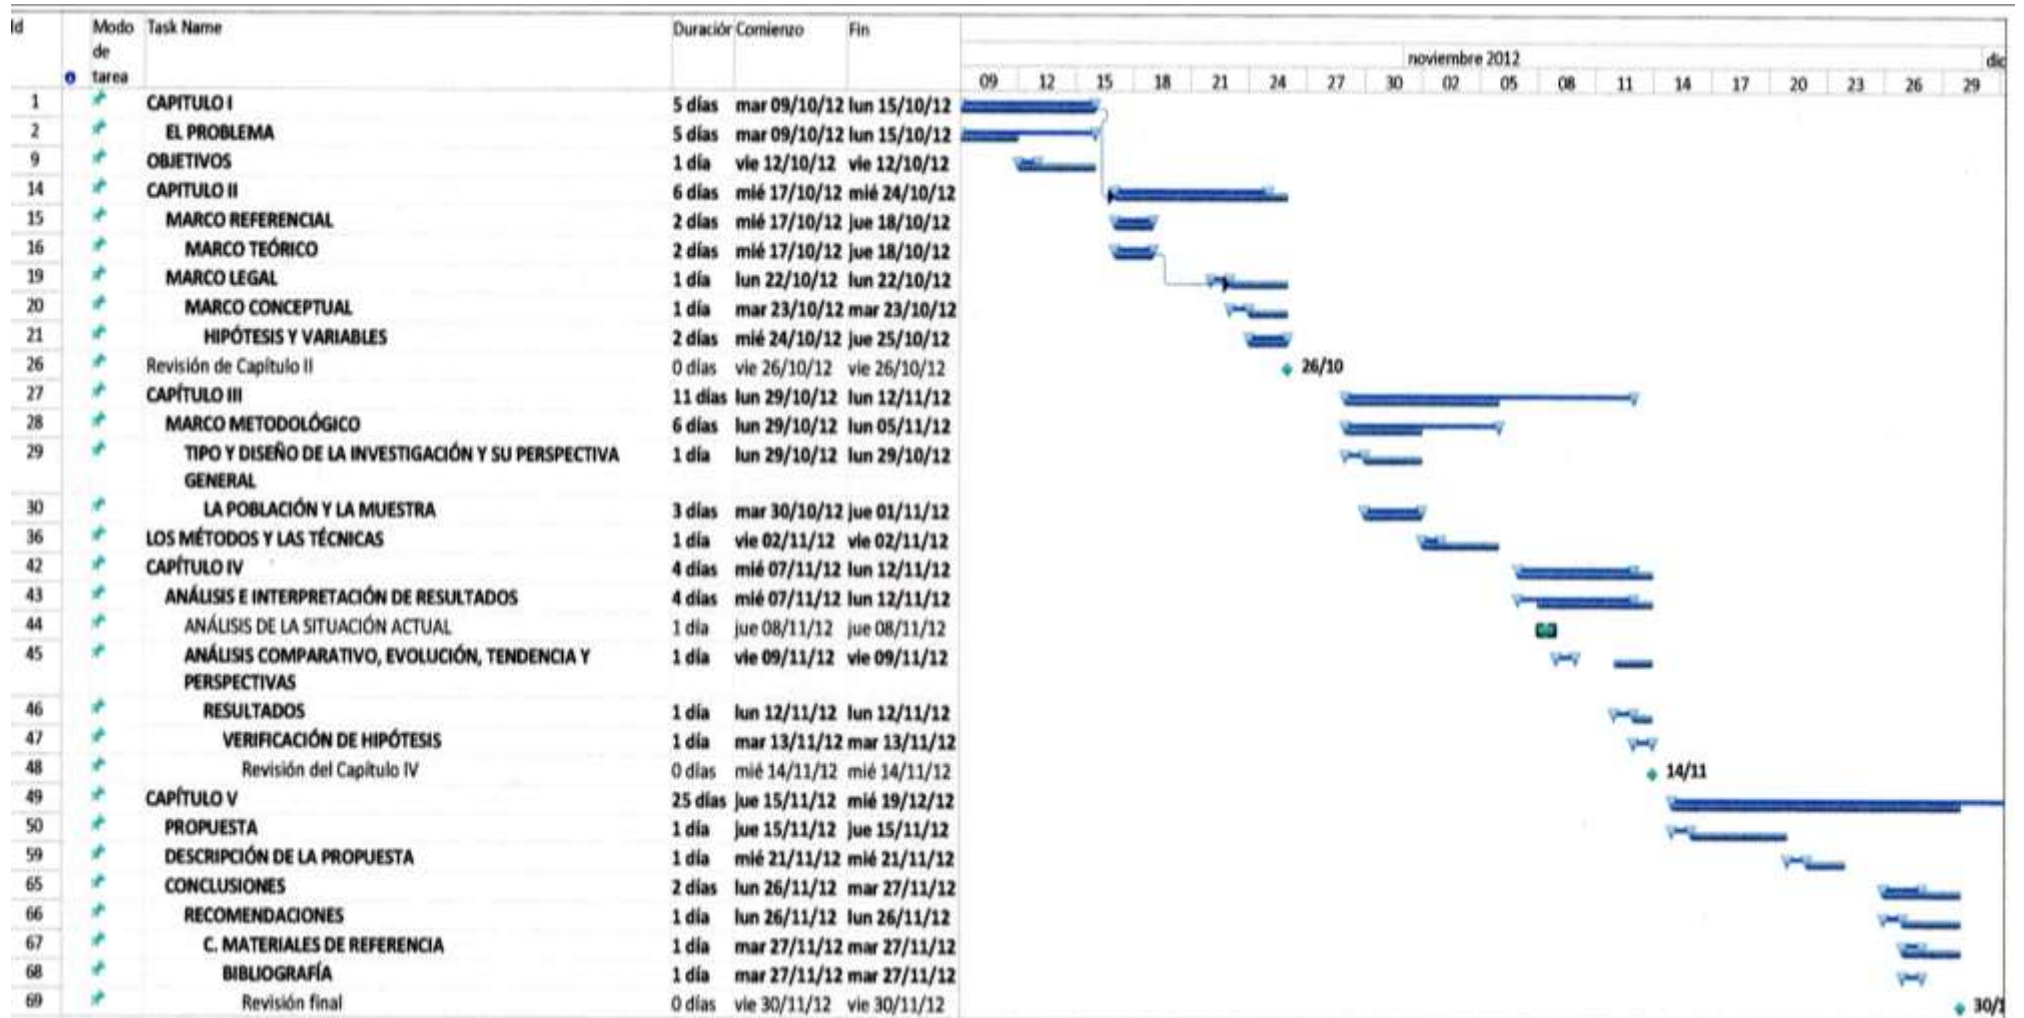 Id Modo de tarea Task Name Duración Comienzo Fin
noviembre 2012 dic
09 12 15 18 21 24 27 30 02 05 08 11 14 17 20 23 26 29
1 CAPITULO I 5 días mar 09/10/12 lun 15/10/12
2 EL PROBLEMA 5 días mar 09/10/12 lun 15/10/12
9 OBJETIVOS 1 día vie 12/10/12 vie 12/10/12
14 CAPITULO II 6 días mié 17/10/12 mié 24/10/12
15 MARCO REFERENCIAL 2 días mié 17/10/12 jue 18/10/12
16 MARCO TEÓRICO 2 días mié 17/10/12 jue 18/10/12
19 MARCO LEGAL 1 día lun 22/10/12 lun 22/10/12
20 MARCO CONCEPTUAL 1 día mar 23/10/12 mar 23/10/12
21 HIPÓTESIS Y VARIABLES 2 días mié 24/10/12 jue 25/10/12
26 Revisión de Capítulo II 0 días vie 26/10/12 vie 26/10/12 26/10
27 CAPÍTULO III 11 días lun 29/10/12 lun 12/11/12
28 MARCO METODOLÓGICO 6 días lun 29/10/12 lun 05/11/12
29 TIPO Y DISEÑO DE LA INVESTIGACIÓN Y SU PERSPECTIVA 1 día lun 29/10/12 lun 29/10/12
GENERAL
30 LA POBLACIÓN Y LA MUESTRA 3 días mar 30/10/12 jue 01/11/12
36 LOS MÉTODOS Y LAS TÉCNICAS 1 día vie 02/11/12 vie 02/11/12
42 CAPÍTULO IV 4 días mié 07/11/12 lun 12/11/12
43 ANÁLISIS E INTERPRETACIÓN DE RESULTADOS 4 días mié 07/11/12 lun 12/11/12
44 ANÁLISIS DE LA SITUACIÓN ACTUAL 1 día jue 08/11/12 jue 08/11/12
45 ANÁLISIS COMPARATIVO, EVOLUCIÓN, TENDENCIA Y 1 día vie 09/11/12 vie 09/11/12
PERSPECTIVAS
46 RESULTADOS 1 día lun 12/11/12 lun 12/11/12
47 VERIFICACIÓN DE HIPÓTESIS 1 día mar 13/11/12 mar 13/11/12
48 Revisión del Capítulo IV 0 días mié 14/11/12 mié 14/11/12 14/11
49 CAPÍTULO V 25 días jue 15/11/12 mié 19/12/12
50 PROPUESTA 1 día jue 15/11/12 jue 15/11/12
59 DESCRIPCIÓN DE LA PROPUESTA 1 día mié 21/11/12 mié 21/11/12
65 CONCLUSIONES 2 días lun 26/11/12 mar 27/11/12
66 RECOMENDACIONES 1 día lun 26/11/12 lun 26/11/12
67 C. MATERIALES DE REFERENCIA 1 día mar 27/11/12 mar 27/11/12
68 BIBLIOGRAFÍA 1 día mar 27/11/12 mar 27/11/12
69 Revisión final 0 días vie 30/11/12 vie 30/11/12 30/1